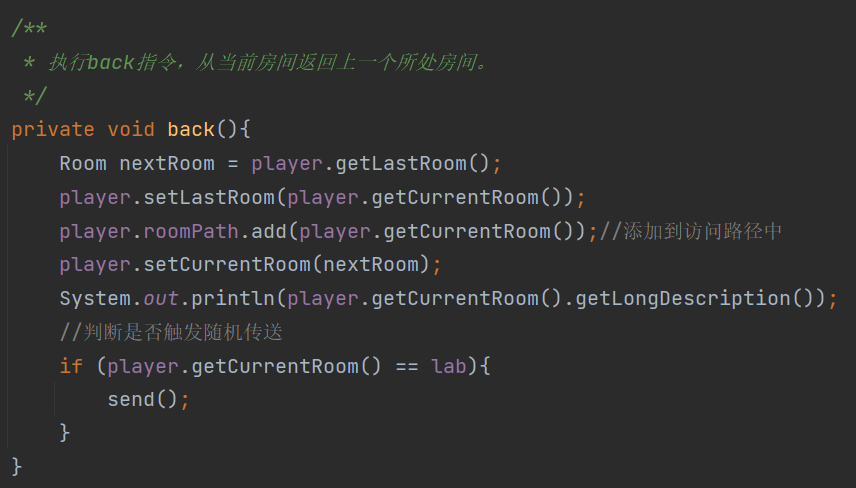 /**
 * 执行back指令，从当前房间返回上一个所处房间。
 */
private void back(){
    Room nextRoom = player.getLastRoom();
    player.setLastRoom(player.getCurrentRoom());
    player.roomPath.add(player.getCurrentRoom());//添加到访问路径中
    player.setCurrentRoom(nextRoom);
    System.out.println(player.getCurrentRoom().getLongDescription());
    //判断是否触发随机传送
    if (player.getCurrentRoom() == lab){
        send();
    }
}